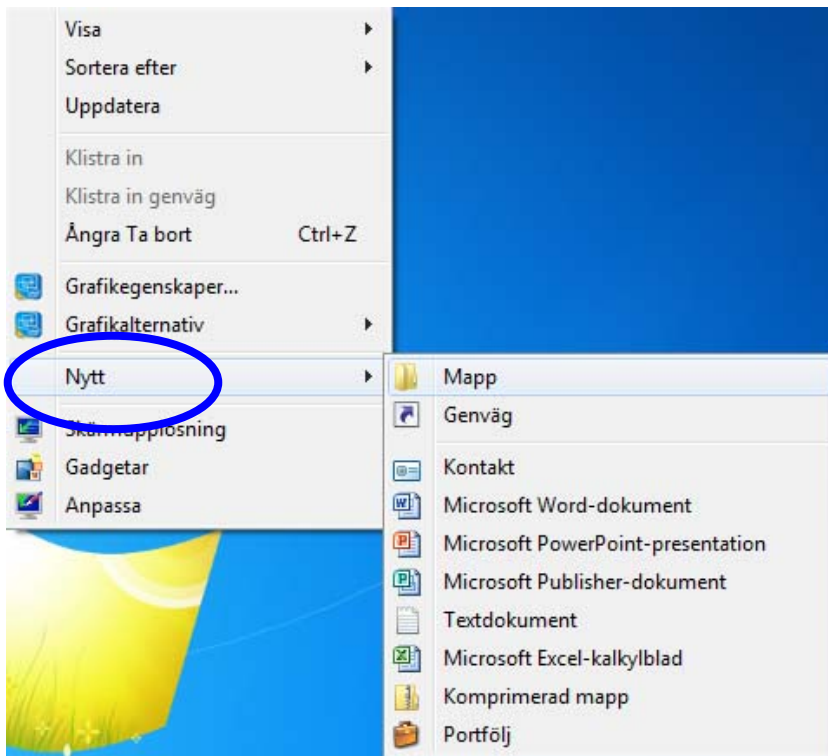 Visa
Sortera efter
Uppdatera
Klistra in
Klistra in genväg
Ångra Ta bort Ctrl+Z
Grafikegenskaper...
Grafikalternativ
Nytt
Skärmupplösning
Gadgetar
Anpassa
Mapp
Genväg
Kontakt
Microsoft Word-dokument
Microsoft PowerPoint-presentation
Microsoft Publisher-dokument
Textdokument
Microsoft Excel-kalkylblad
Komprimerad mapp
Portfölj